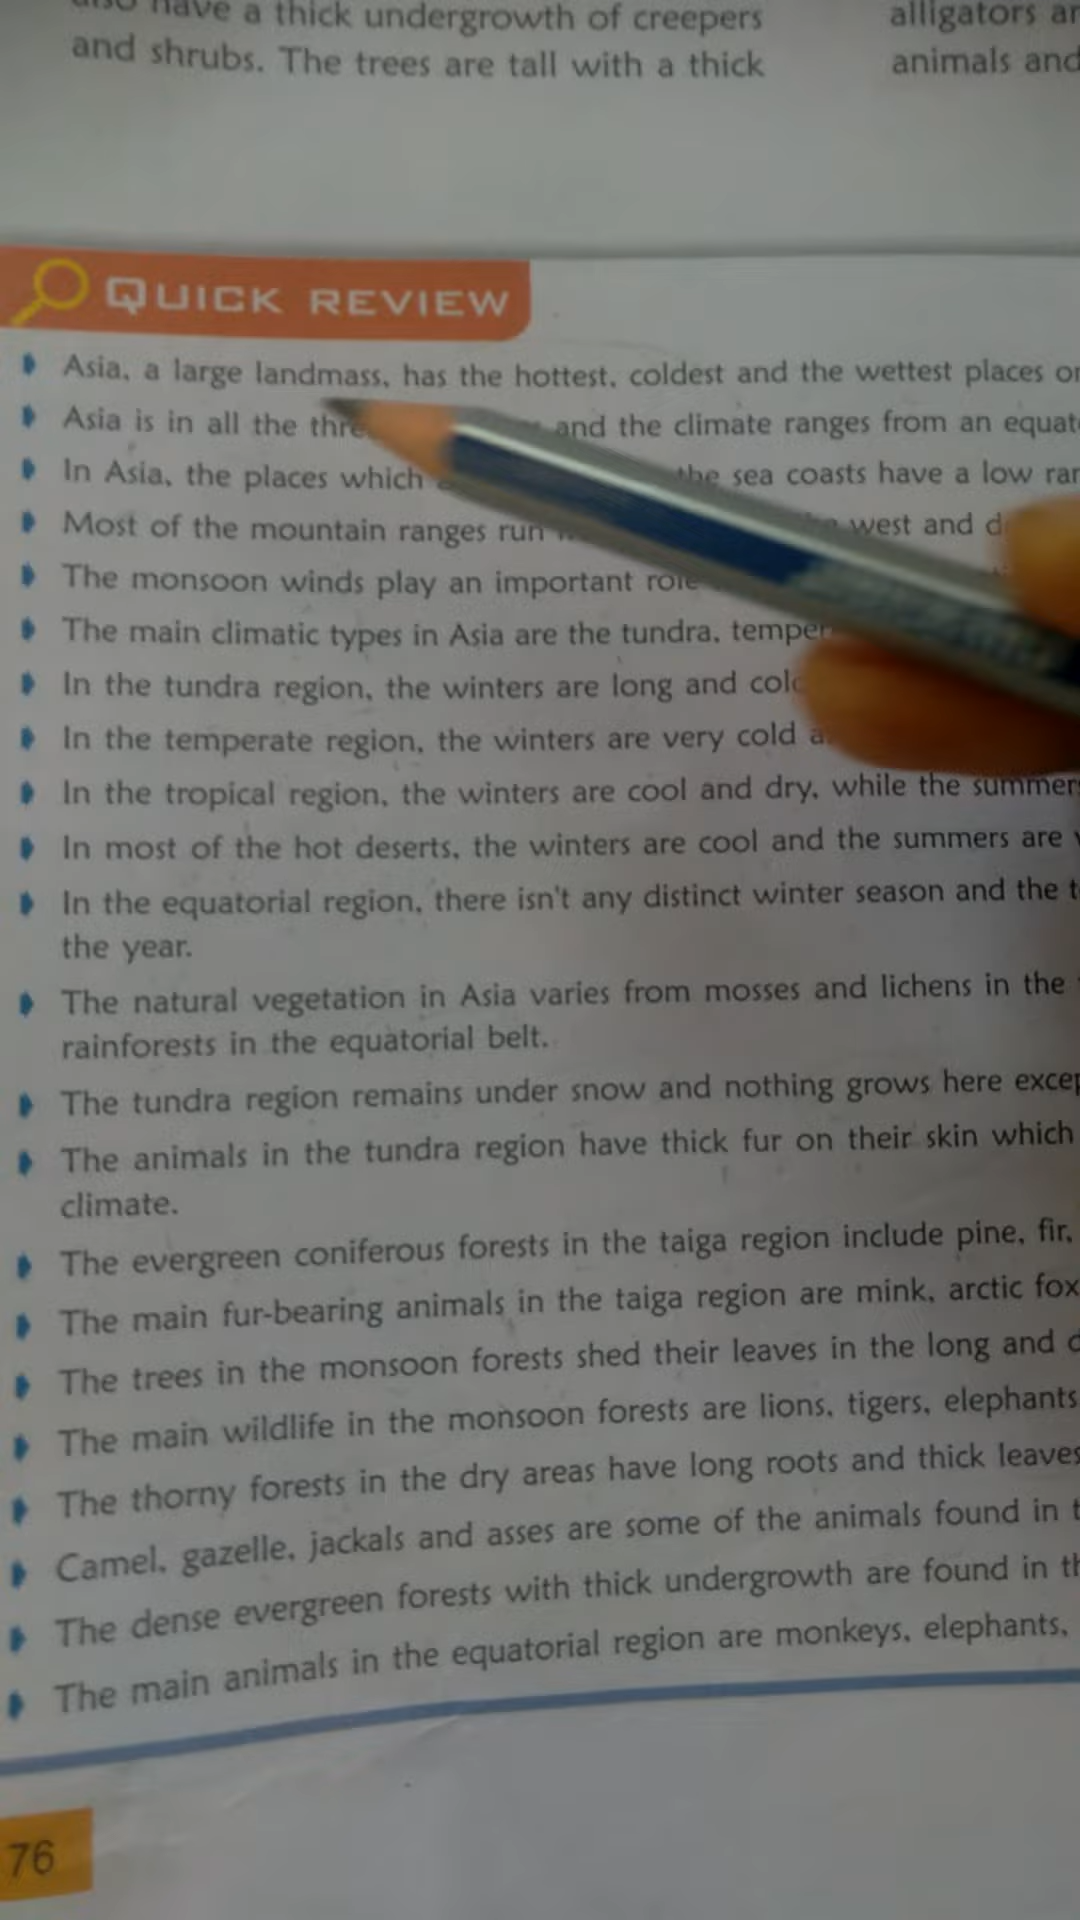 have a thick undergrowth of creepers
and shrubs. The trees are tall with a thick
alligators
animals and
QUICK REVIEW
Asia, a large landmass, has the hottest, coldest and the wettest places
Asia is in all the and the climate ranges from an
In Asia, the places which the sea coasts have a low
Most of the mountain ranges run west and
The monsoon winds play an important role
The main climatic types in Asia are the tundra,
In the tundra region, the winters are long and
In the temperate region, the winters are very cold
In the tropical region, the winters are cool and dry, while the
In most of the hot deserts, the winters are cool and the summers are
In the equatorial region, there isn't any distinct winter season and the
the year.
The natural vegetation in Asia varies from mosses and lichens in the
rainforests in the equatorial belt.
The tundra region remains under snow and nothing grows here
The animals in the tundra region have thick fur on their skin which
climate.
The evergreen coniferous forests in the taiga region include pine, fir,
The main fur-bearing animals in the taiga region are mink, arctic fox
The trees in the monsoon forests shed their leaves in the long and
The main wildlife in the monsoon forests are lions, tigers, elephants
The thorny forests in the dry areas have long roots and thick leaves
Camel, gazelle, jackals and asses are some of the animals found in
The dense evergreen forests with thick undergrowth are found in
The main animals in the equatorial region are monkeys, elephants,
76